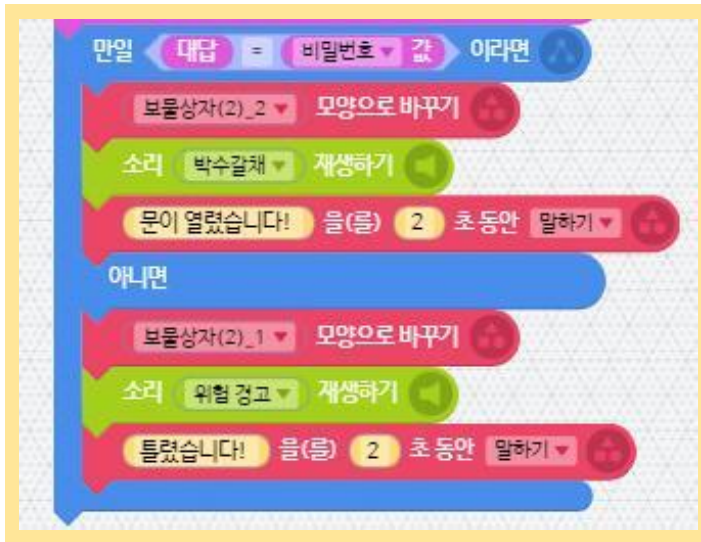 만일 대답 = 비밀번호 값 이라면
보물상자(2)_2 모양으로 바꾸기
소리 박수갈채 재생하기
문이 열렸습니다! 을(를) 2 초 동안 말하기
아니면
보물상자(2)_1 모양으로 바꾸기
소리 위험 경고 재생하기
틀렸습니다! 을(를) 2 초 동안 말하기